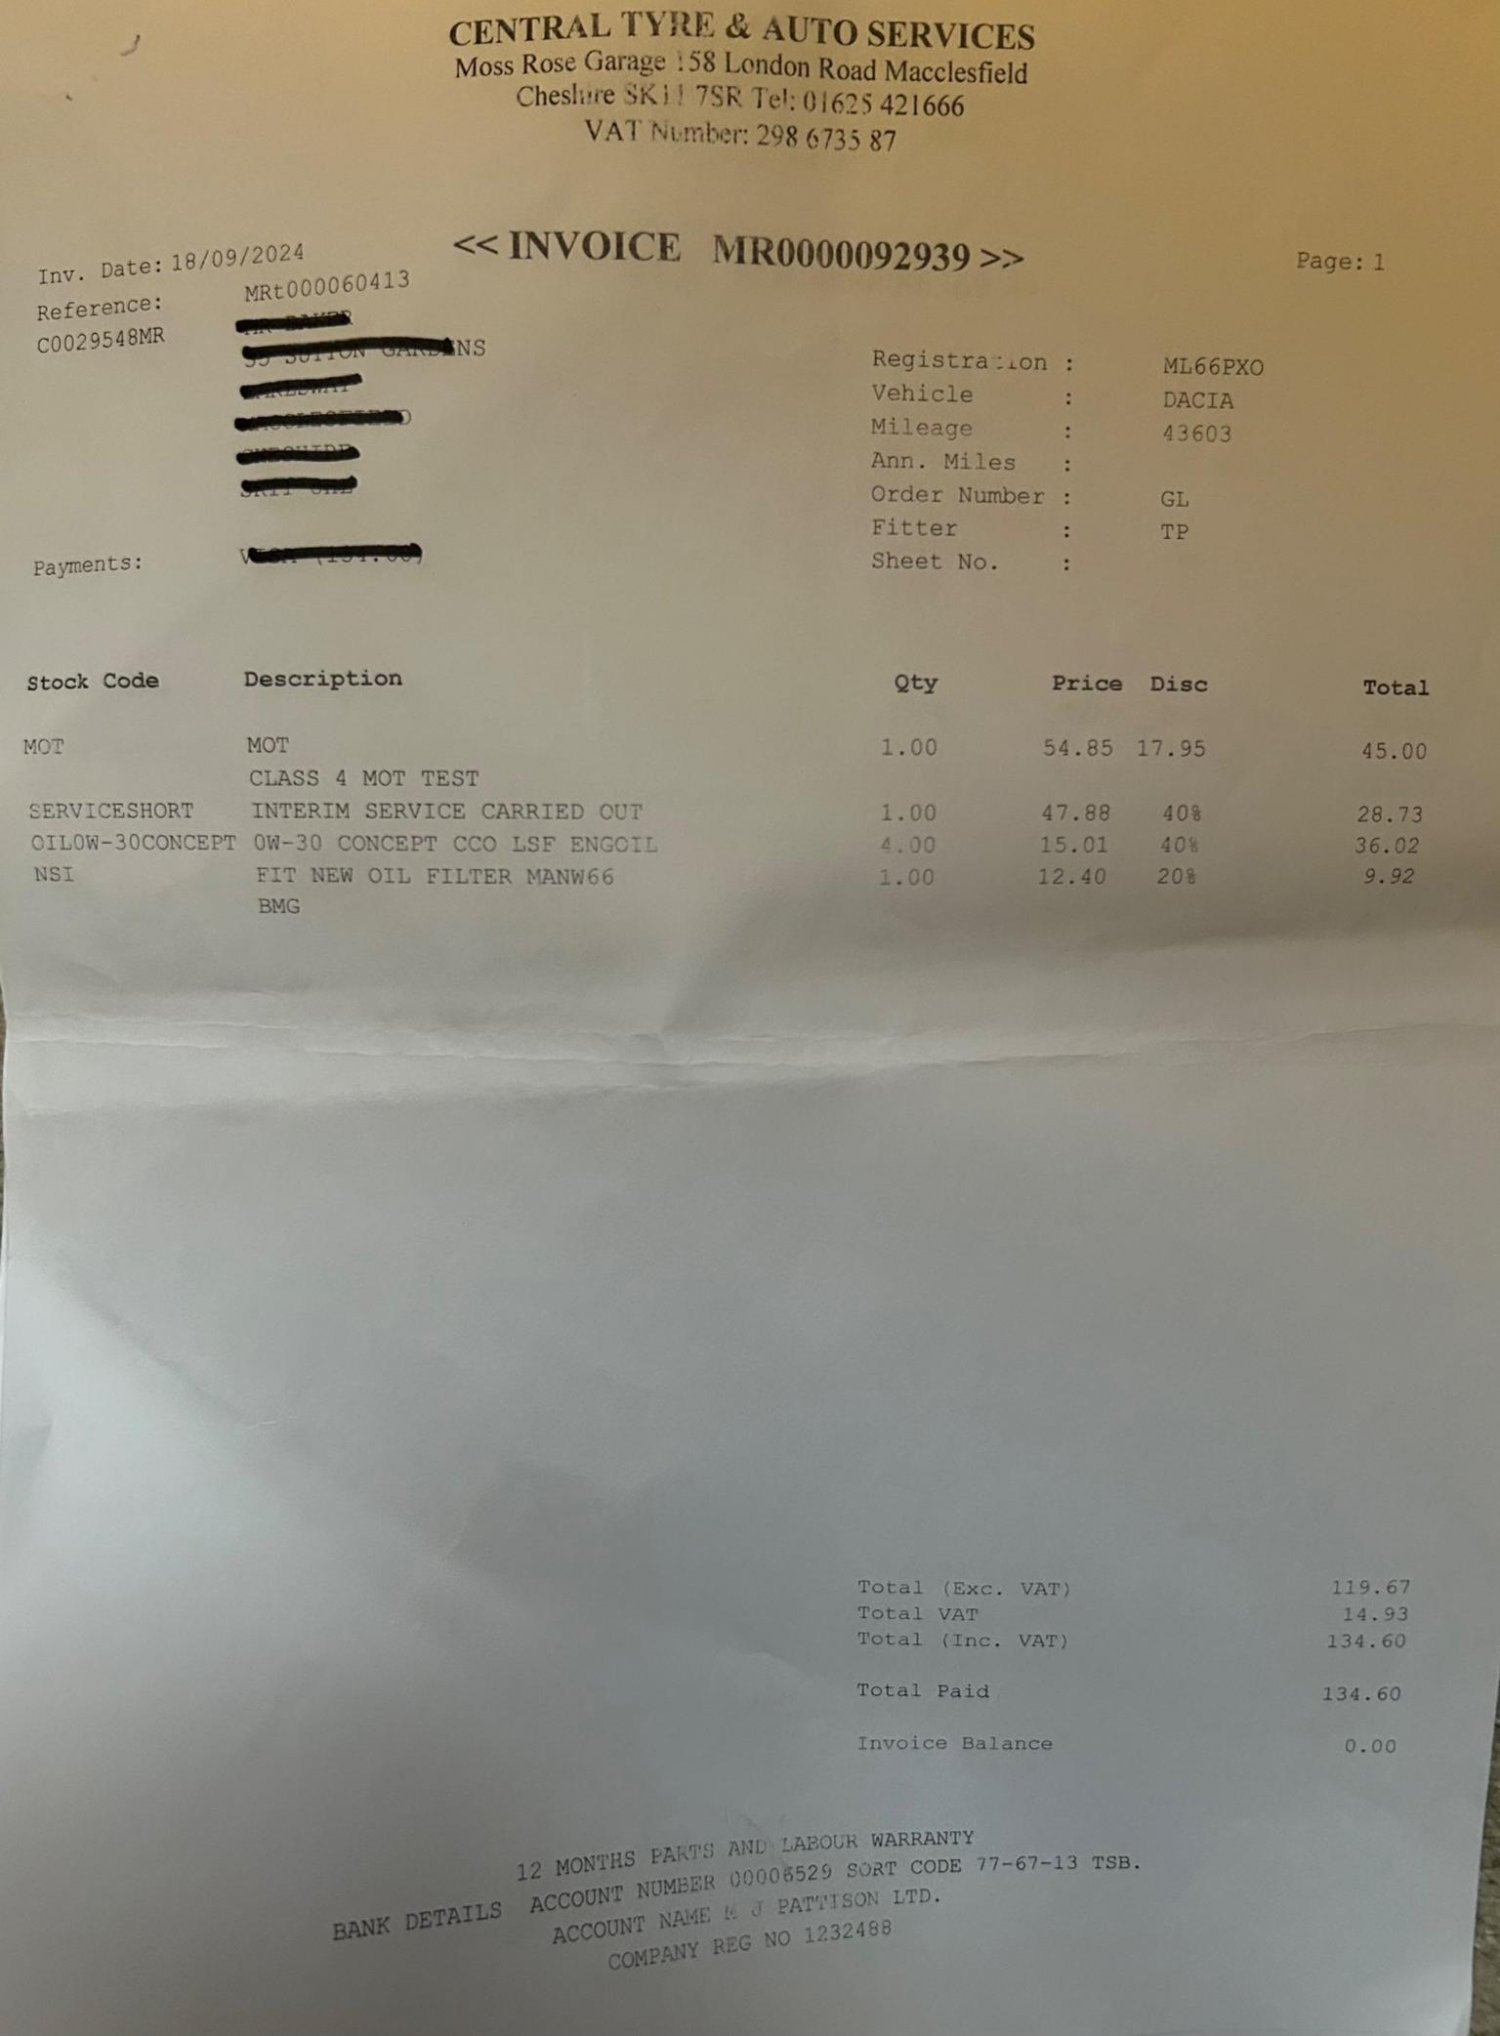 CENTRAL TYRE & AUTO SERVICES
Moss Rose Garage 158 London Road Macclesfield
Cheshire SK11 7SR Tel: 01625 421666
VAT Number: 298 6735 87
<< INVOICE MR0000092939 >>
Page: 1
Inv. Date: 18/09/2024
Reference: MRt000060413
C0029548MR
Registration : ML66PXO
Vehicle : DACIA
Mileage : 43603
Ann. Miles :
Order Number : GL
Fitter : TP
Sheet No. :
Payments:
Stock Code Description Qty Price Disc Total
MOT MOT 1.00 54.85 17.95 45.00
CLASS 4 MOT TEST
SERVICESHORT INTERIM SERVICE CARRIED OUT 1.00 47.88 40% 28.73
OIL0W-30CONCEPT 0W-30 CONCEPT CCO LSF ENGOIL 4.00 15.01 40% 36.02
NSI FIT NEW OIL FILTER MANW66 1.00 12.40 20% 9.92
BMG
Total (Exc. VAT) 119.67
Total VAT 14.93
Total (Inc. VAT) 134.60
Total Paid 134.60
Invoice Balance 0.00
12 MONTHS PARTS AND LABOUR WARRANTY
BANK DETAILS ACCOUNT NUMBER 00006529 SORT CODE 77-67-13 TSB.
ACCOUNT NAME J PATTISON LTD.
COMPANY REG NO 1232488